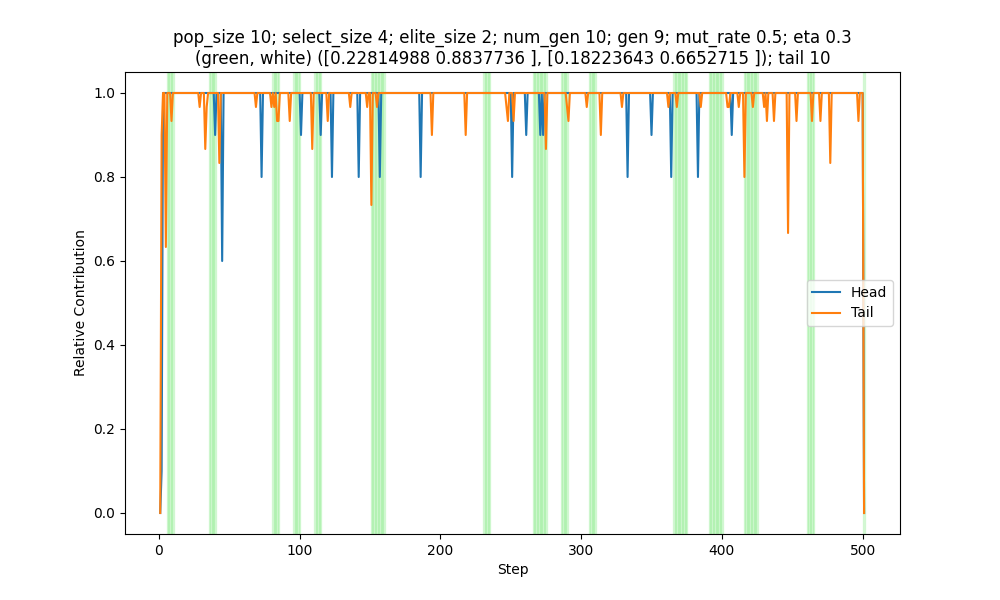 pop_size 10; select_size 4; elite_size 2; num_gen 10; gen 9; mut_rate 0.5; eta 0.3
(green, white) ([0.22814988 0.8837736 ], [0.18223643 0.6652715 ]); tail 10
1.0
0.8
0.6
0.4
0.2
0.0
Relative Contribution
Head
Tail
0
100
200
300
400
500
Step